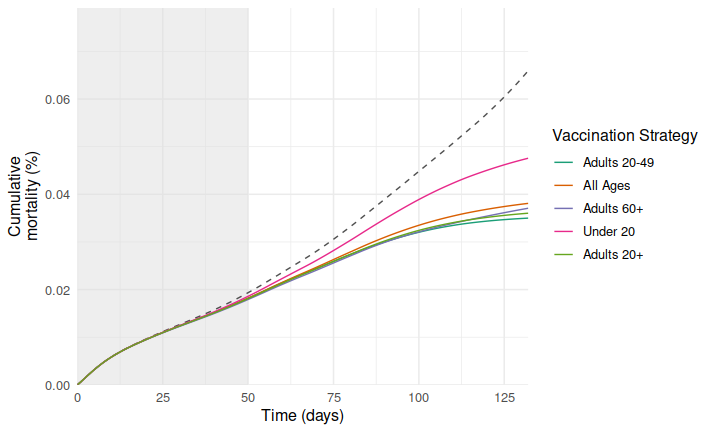 Cumulative
mortality (%)
0.06
0.04
0.02
0.00
0
25
50
75
100
125
Time (days)
Vaccination Strategy
Adults 20-49
All Ages
Adults 60+
Under 20
Adults 20+